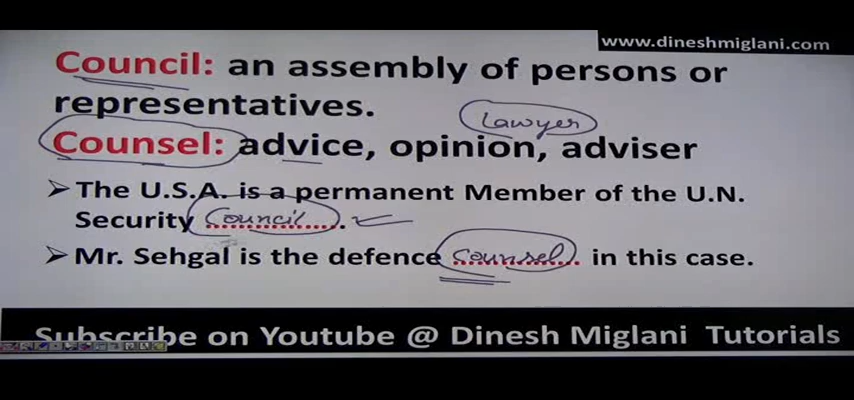 www.dineshmiglani.com
Council: an assembly of persons or
representatives.
Lawyer
Counsel: advice, opinion, adviser
➤ The U.S.A. is a permanent Member of the U.N.
Security Council.
➤ Mr. Sehgal is the defence Counsel in this case.
Subscribe on Youtube @ Dinesh Miglani Tutorials